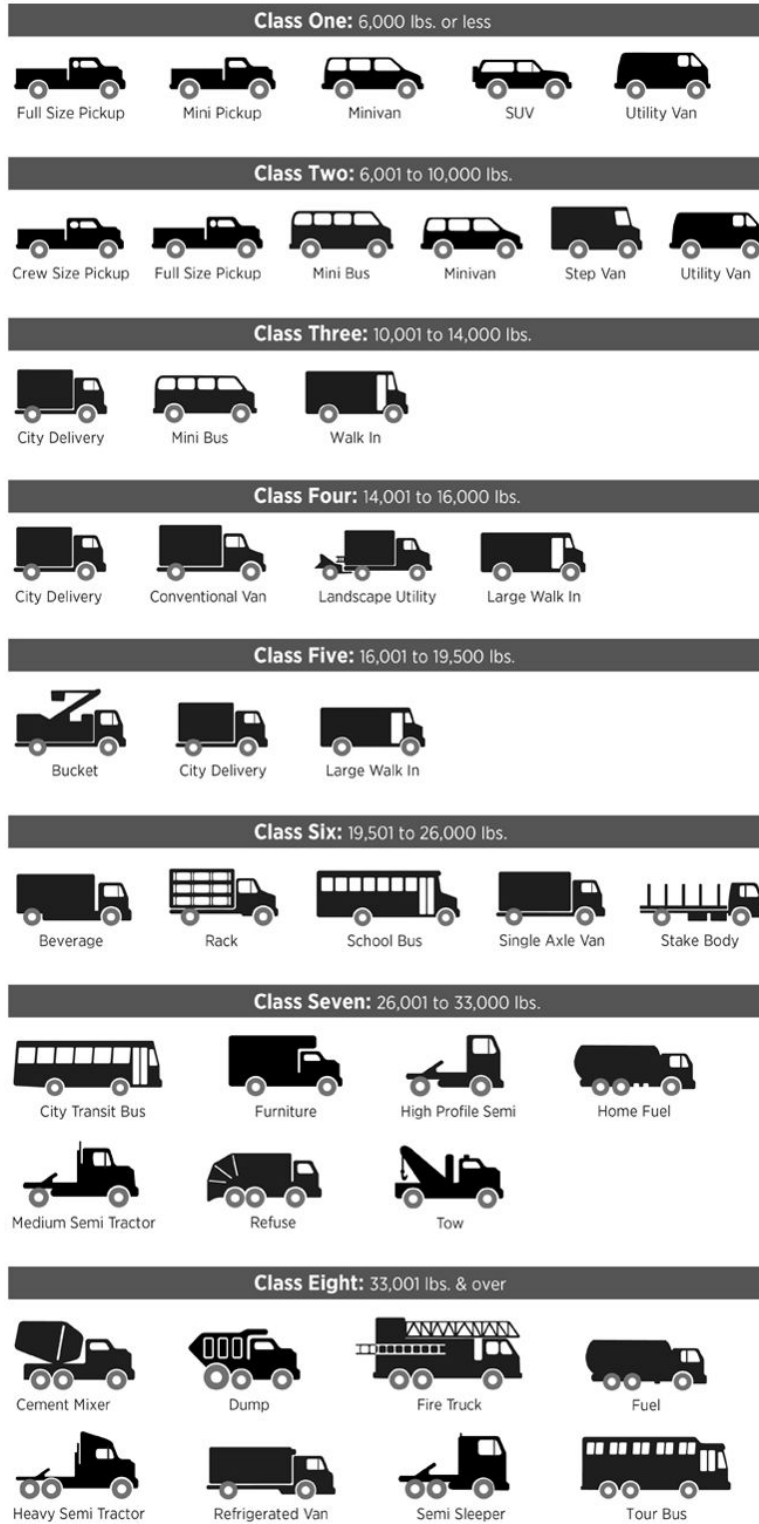 Class One: 6,000 lbs. or less
Full Size Pickup Mini Pickup Minivan SUV Utility Van
Class Two: 6,001 to 10,000 lbs.
Crew Size Pickup Full Size Pickup Mini Bus Minivan Step Van Utility Van
Class Three: 10,001 to 14,000 lbs.
City Delivery Mini Bus Walk In
Class Four: 14,001 to 16,000 lbs.
City Delivery Conventional Van Landscape Utility Large Walk In
Class Five: 16,001 to 19,500 lbs.
Bucket City Delivery Large Walk In
Class Six: 19,501 to 26,000 lbs.
Beverage Rack School Bus Single Axle Van Stake Body
Class Seven: 26,001 to 33,000 lbs.
City Transit Bus Furniture High Profile Semi Home Fuel
Medium Semi Tractor Refuse Tow
Class Eight: 33,001 lbs. & over
Cement Mixer Dump Fire Truck Fuel
Heavy Semi Tractor Refrigerated Van Semi Sleeper Tour Bus